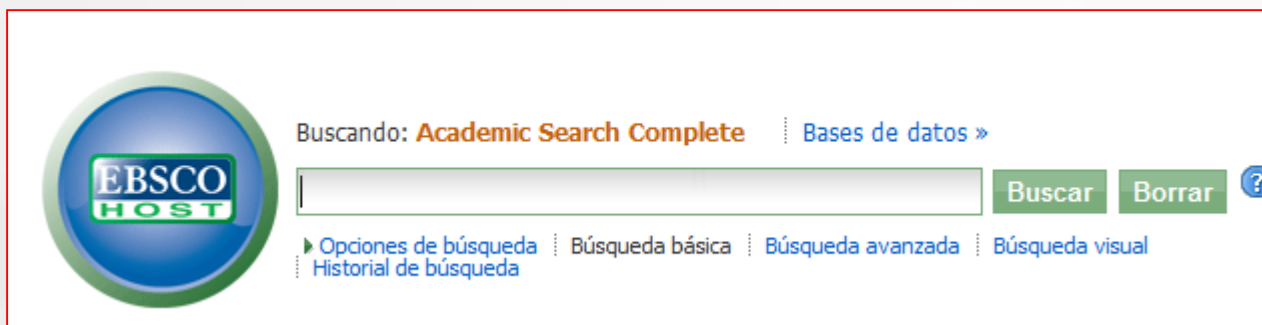 Buscando: Academic Search Complete Bases de datos »
EBSCO
HOST
Buscar Borrar ?
Opciones de búsqueda Búsqueda básica Búsqueda avanzada Búsqueda visual
Historial de búsqueda